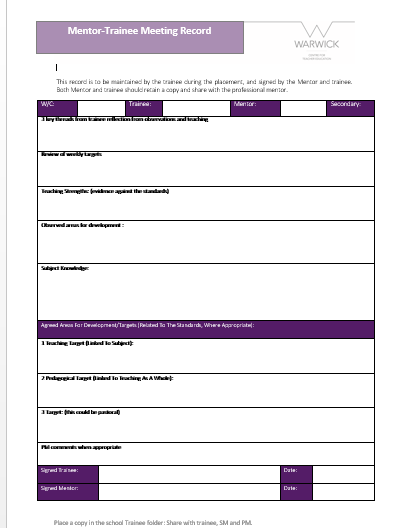 Mentor-Trainee Meeting Record
WARWICK
This record is to be maintained by the trainee during the placement, and signed by the Mentor and trainee.
Both Mentor and trainee should retain a copy and share with the professional mentor.
W/C: Trainee: Mentor: Secondary:
3 key threads from trainee reflection from observations and teaching
Review of weekly targets
Teaching Strengths: (evidence against the standards)
Observed areas for development :
Subject Knowledge:
Agreed Areas For Development/Targets (Related To The Standards, Where Appropriate):
1 Teaching Target (Linked To Subject):
2 Pedagogical Target (Linked To Teaching As A Whole):
3 Target: (this could be pastoral)
PM comments when appropriate
Signed Trainee: Date:
Signed Mentor: Date:
Place a copy in the school Trainee folder: Share with trainee, SM and PM.